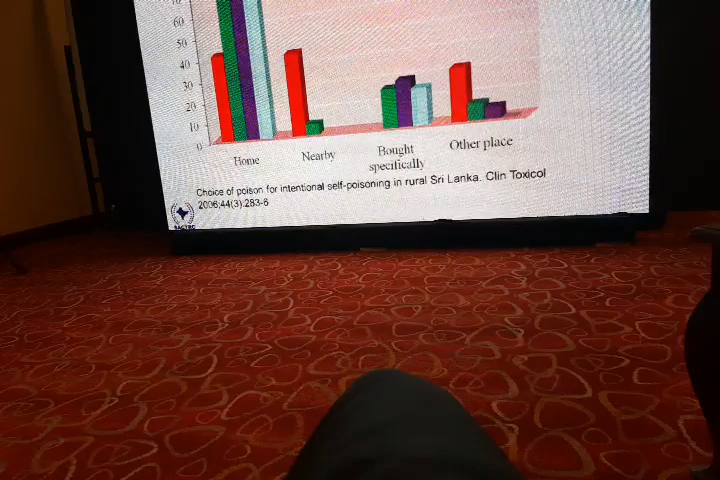 70
60
50
40
30
20
10
0
Home
Nearby
Bought
specifically
Other place
Choice of poison for intentional self-poisoning in rural Sri Lanka. Clin Toxicol
2006;44(3).283-6
SACTRC